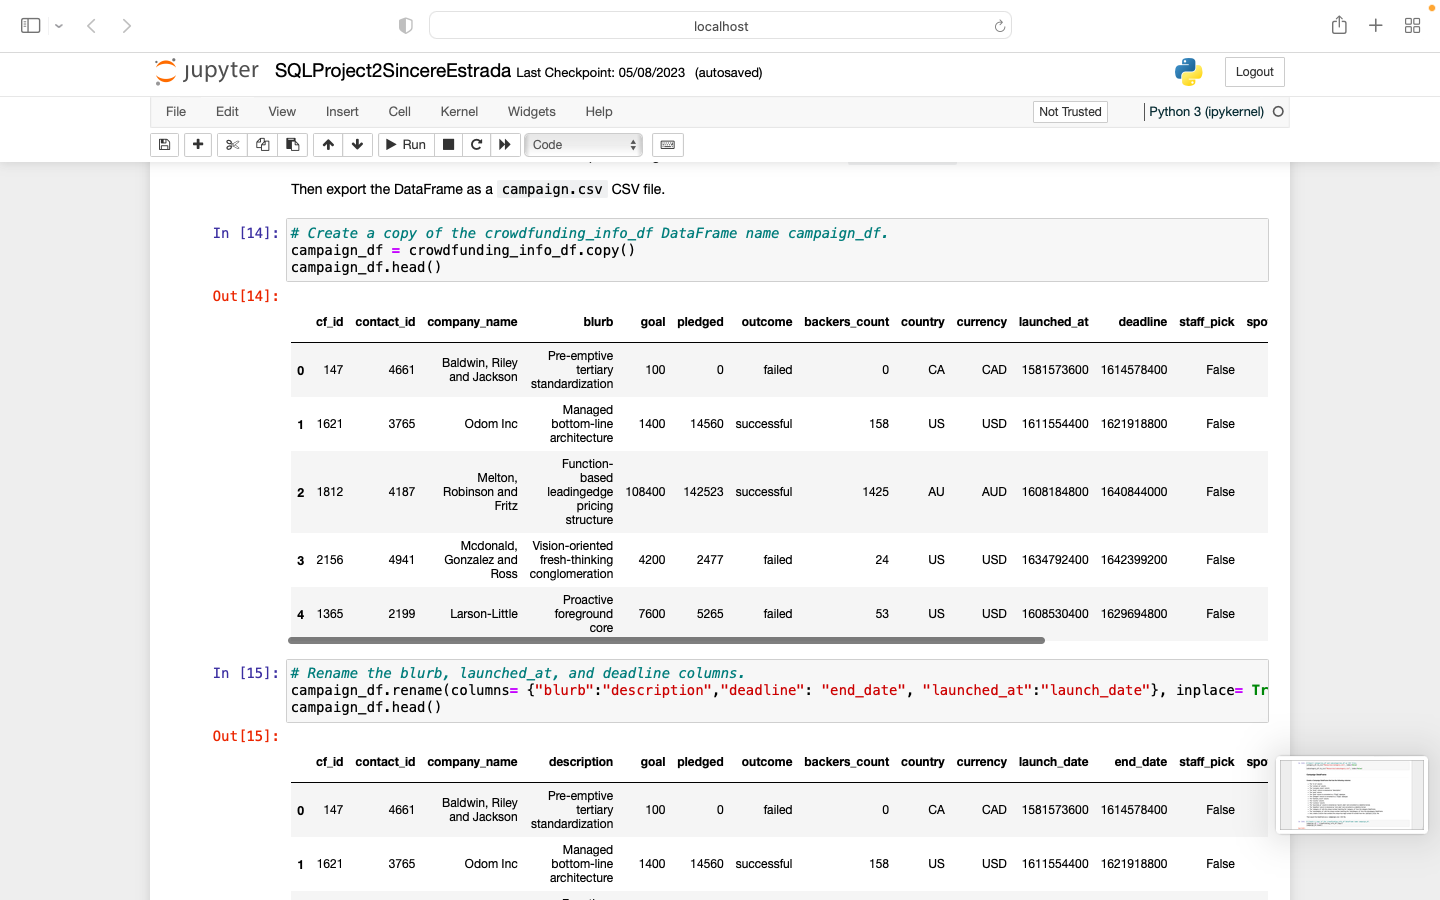 localhost
jupyter SQLProject2SincereEstrada Last Checkpoint: 05/08/2023 (autosaved)
Logout
File Edit View Insert Cell Kernel Widgets Help
Not Trusted
Python 3 (ipykernel)
Run
Code
Then export the DataFrame as a campaign.csv CSV file.
In [14]:
# Create a copy of the crowdfunding_info_df DataFrame name campaign_df.
campaign_df = crowdfunding_info_df.copy()
campaign_df.head()
Out[14]:
cf_id contact_id company_name blurb goal pledged outcome backers_count country currency launched_at deadline staff_pick spo
0 147 4661 Baldwin, Riley and Jackson Pre-emptive tertiary standardization 100 0 failed 0 CA CAD 1581573600 1614578400 False
1 1621 3765 Odom Inc Managed bottom-line architecture 1400 14560 successful 158 US USD 1611554400 1621918800 False
2 1812 4187 Melton, Robinson and Fritz Function-based leadingedge pricing structure 108400 142523 successful 1425 AU AUD 1608184800 1640844000 False
3 2156 4941 Mcdonald, Gonzalez and Ross Vision-oriented fresh-thinking conglomeration 4200 2477 failed 24 US USD 1634792400 1642399200 False
4 1365 2199 Larson-Little Proactive foreground core 7600 5265 failed 53 US USD 1608530400 1629694800 False
In [15]:
# Rename the blurb, launched_at, and deadline columns.
campaign_df.rename(columns= {"blurb":"description","deadline": "end_date", "launched_at":"launch_date"}, inplace= Tr
campaign_df.head()
Out[15]:
cf_id contact_id company_name description goal pledged outcome backers_count country currency launch_date end_date staff_pick spo
0 147 4661 Baldwin, Riley and Jackson Pre-emptive tertiary standardization 100 0 failed 0 CA CAD 1581573600 1614578400 False
1 1621 3765 Odom Inc Managed bottom-line architecture 1400 14560 successful 158 US USD 1611554400 1621918800 False